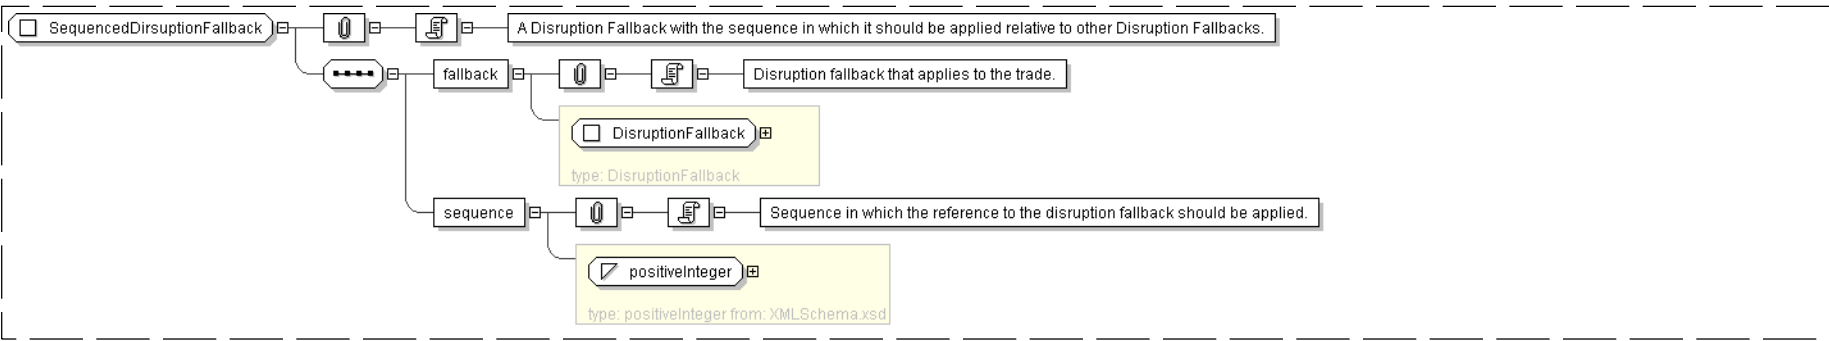 SequencedDirsuptionFallback
A Disruption Fallback with the sequence in which it should be applied relative to other Disruption Fallbacks.
fallback
Disruption fallback that applies to the trade.
DisruptionFallback
type: DisruptionFallback
sequence
Sequence in which the reference to the disruption fallback should be applied.
positiveInteger
type: positiveInteger from: XMLSchema.xsd